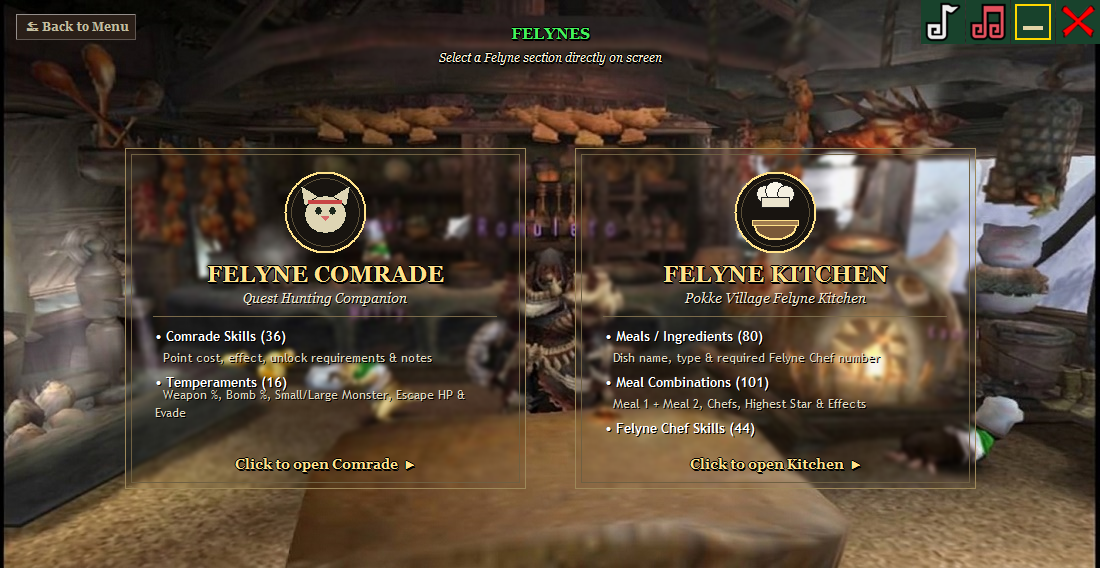 Back to Menu
FELYNES
Select a Felyne section directly on screen
Romulato
FELYNE COMRADE
Quest Hunting Companion
• Comrade Skills (36)
Point cost, effect, unlock requirements & notes
• Temperaments (16)
Weapon %, Bomb %, Small/Large Monster, Escape HP &
Evade
Click to open Comrade ►
FELYNE KITCHEN
Pokke Village Felyne Kitchen
• Meals / Ingredients (80)
Dish name, type & required Felyne Chef number
• Meal Combinations (101)
Meal 1 + Meal 2, Chefs, Highest Star & Effects
• Felyne Chef Skills (44)
Click to open Kitchen ►